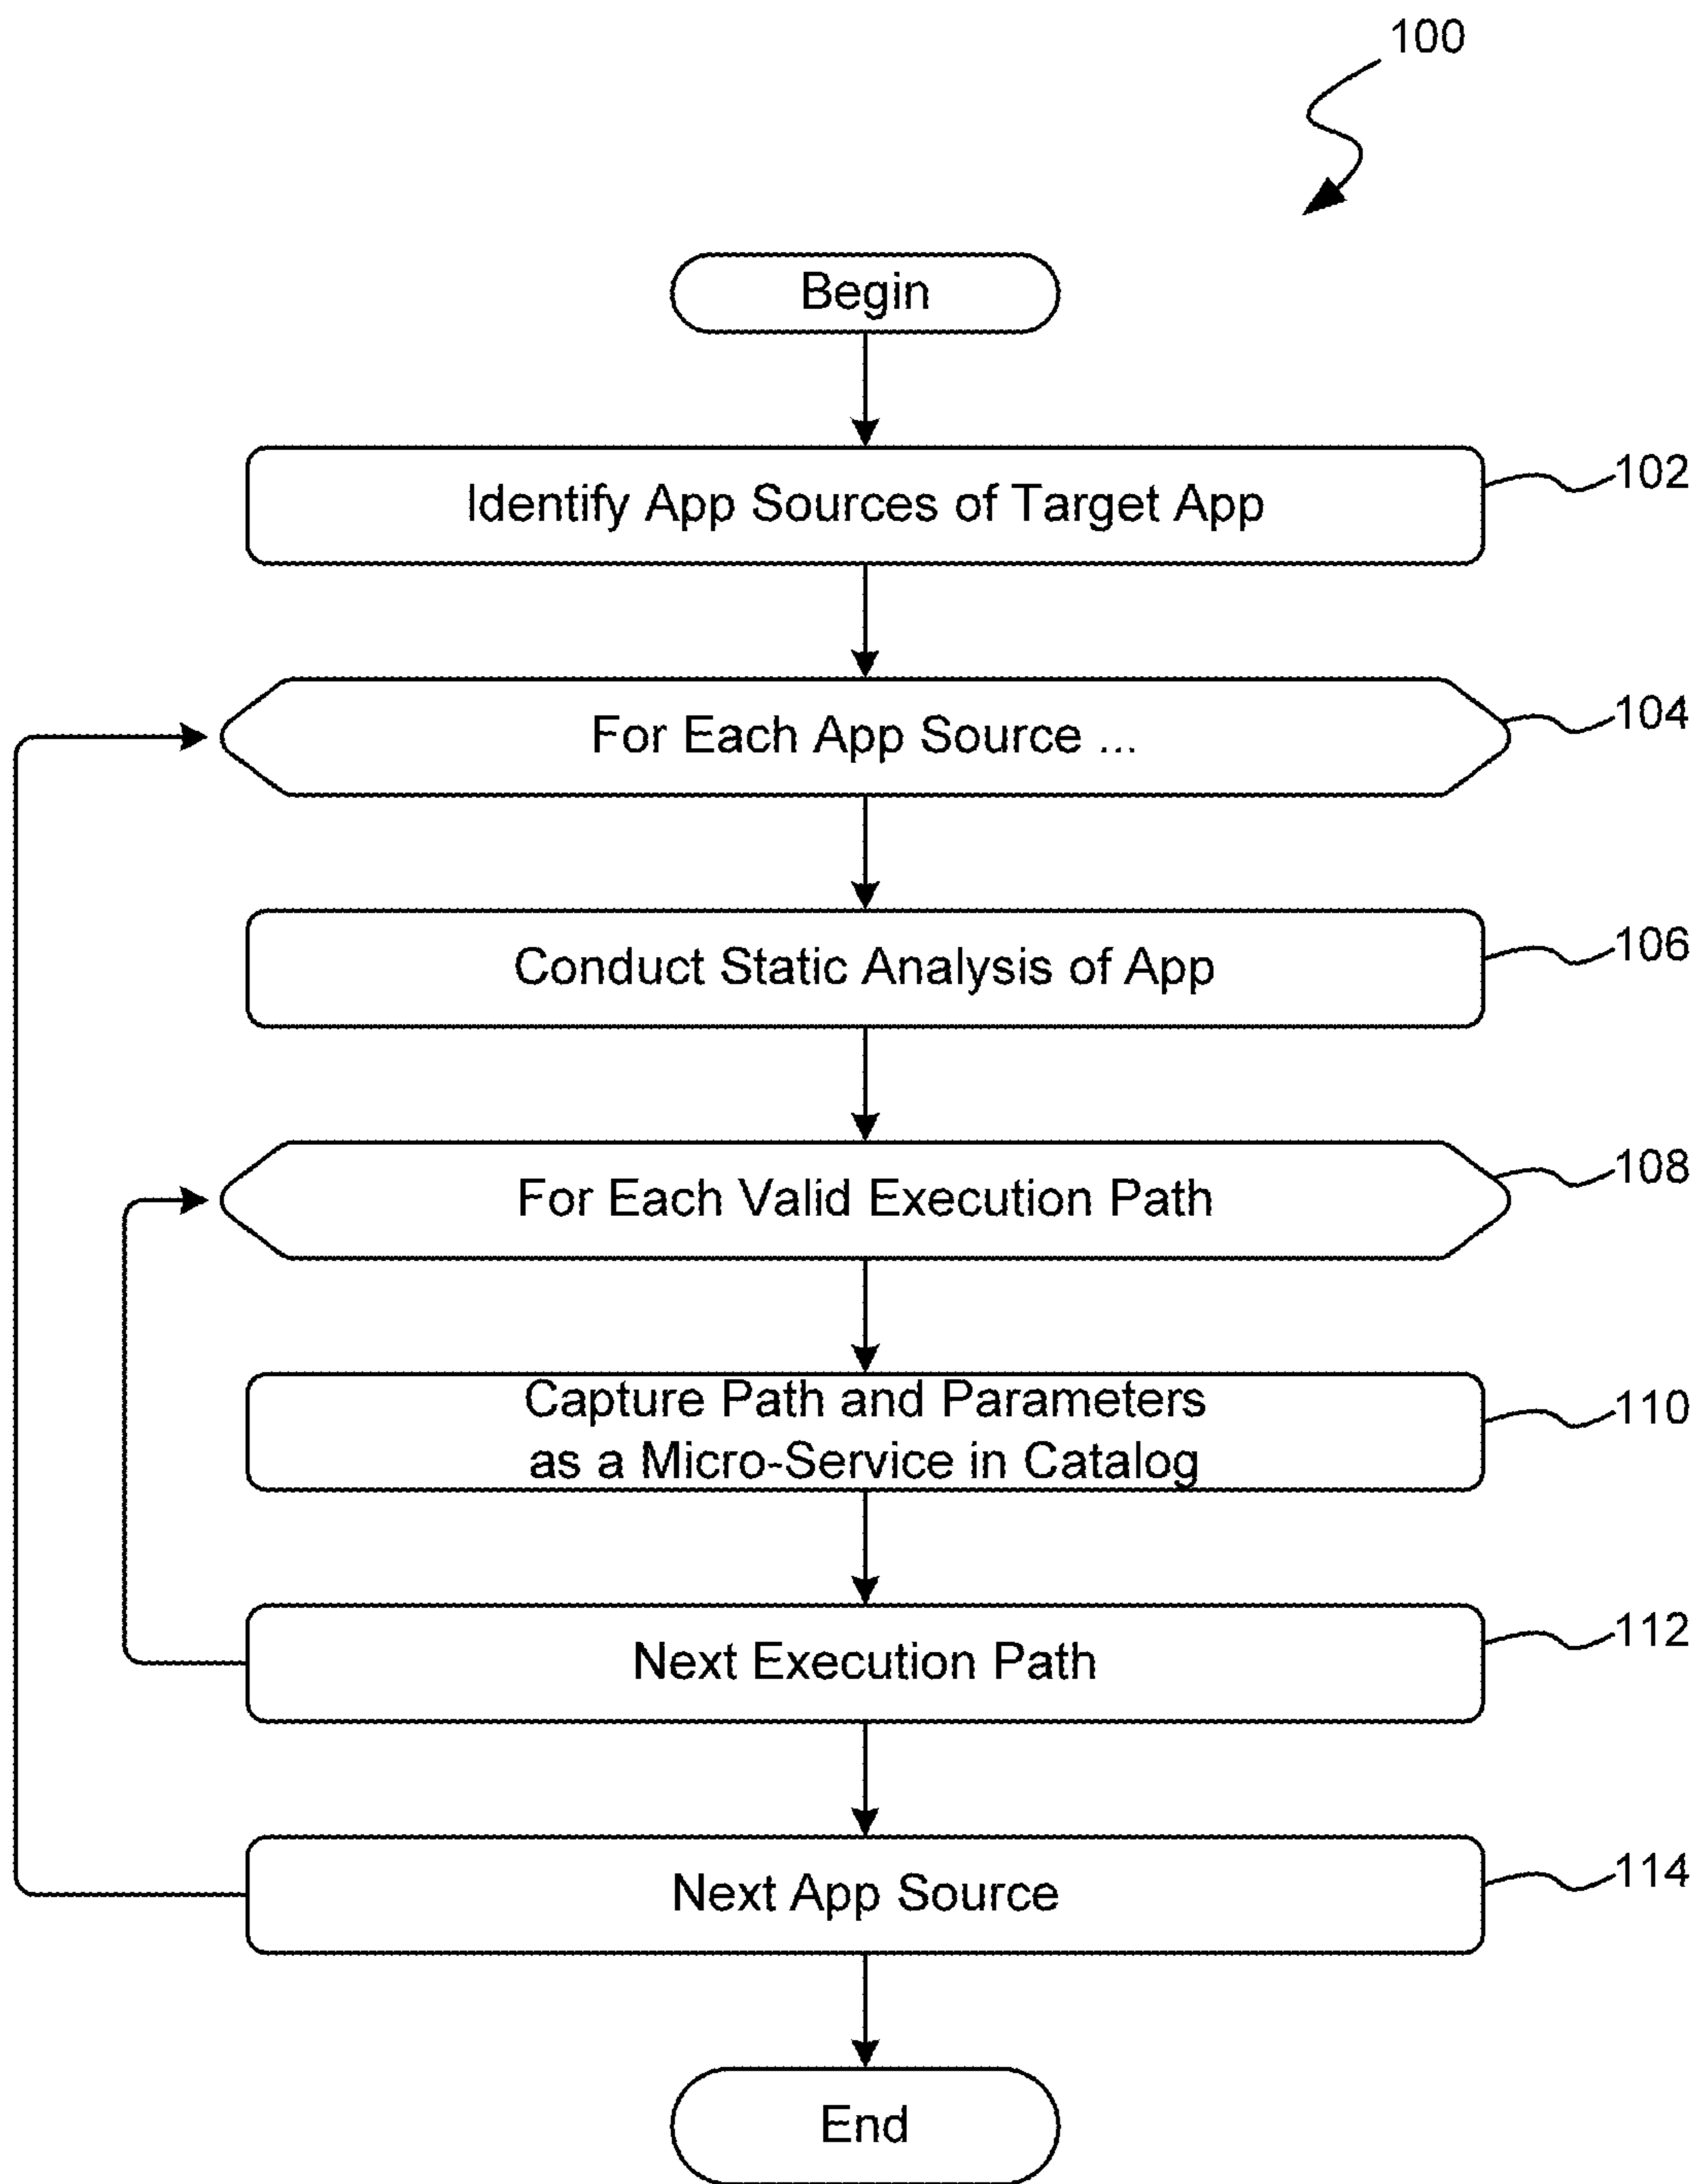 100
Begin
Identify App Sources of Target App
102
For Each App Source ...
104
Conduct Static Analysis of App
106
For Each Valid Execution Path
108
Capture Path and Parameters
as a Micro-Service in Catalog
110
Next Execution Path
112
Next App Source
114
End